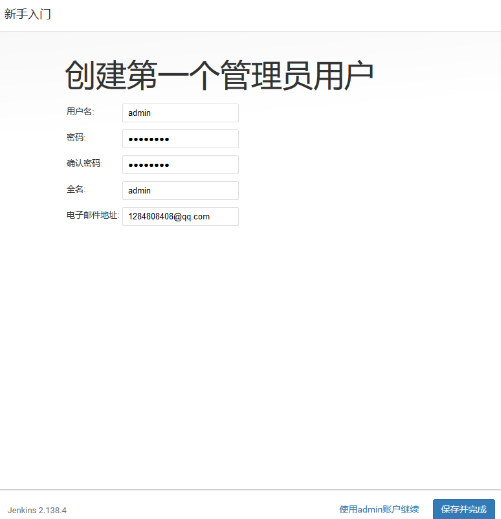 新手入门
创建第一个管理员用户
用户名: admin
密码: ••••••••
确认密码: ••••••••
全名: admin
电子邮件地址: 1284808408@qq.com
Jenkins 2.138.4 使用admin账户继续 保存并完成